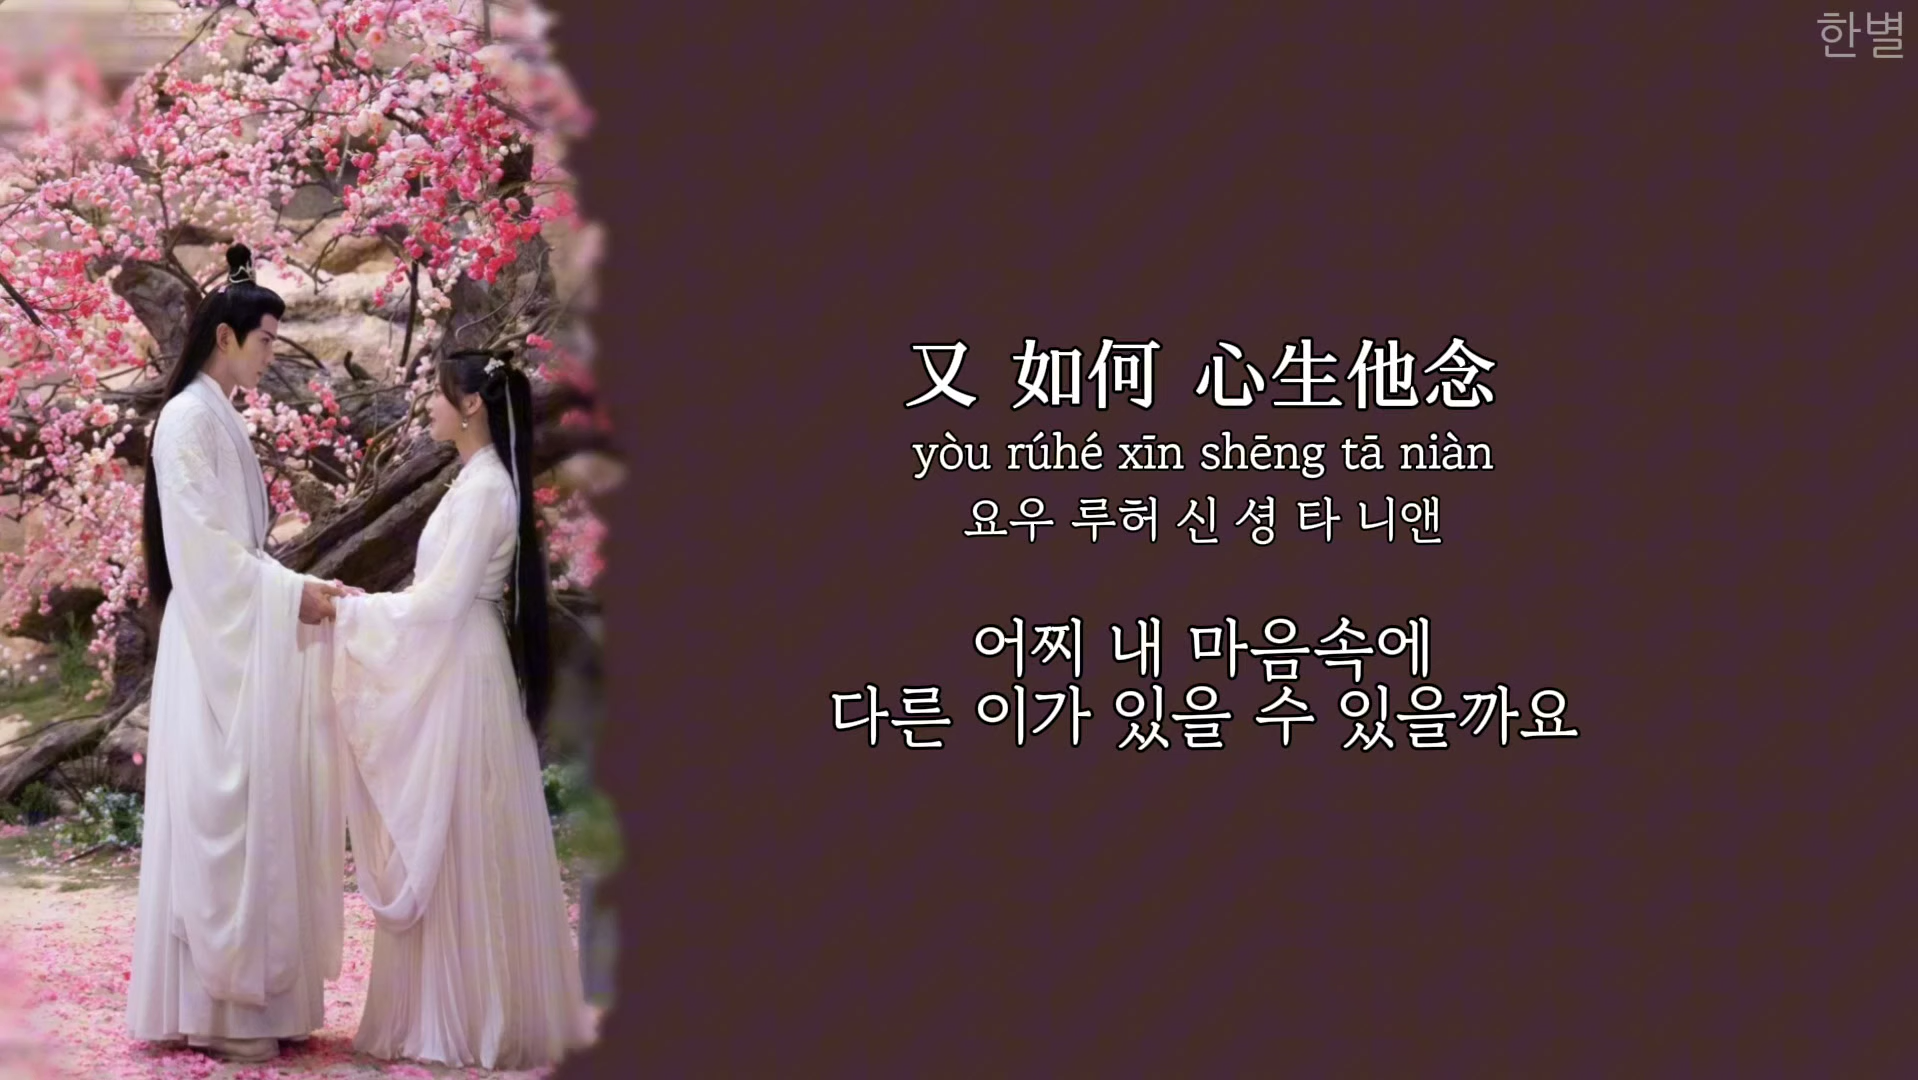 한별
又 如何 心生他念
yòu rúhé xīn shēng tā niàn
요우 루허 신 셩 타 니앤
어찌 내 마음속에
다른 이가 있을 수 있을까요